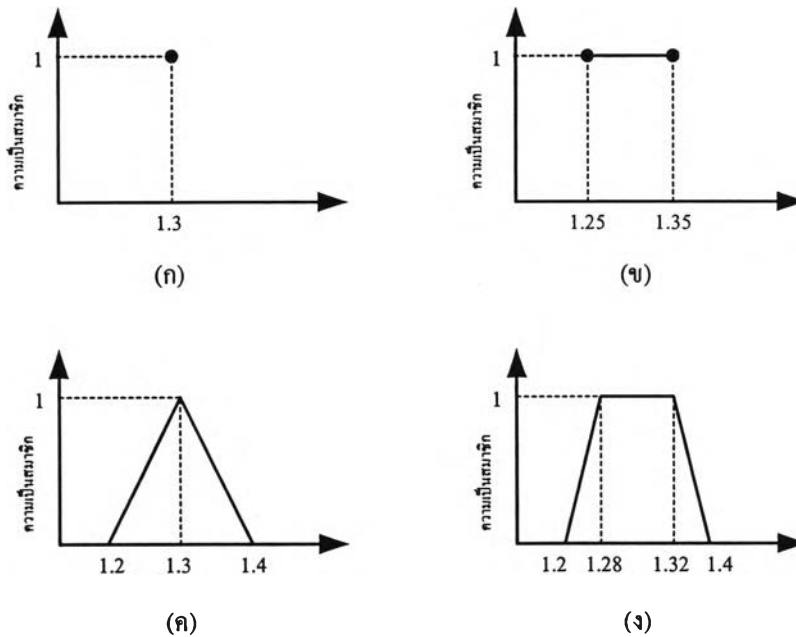 1
ความเป็นสมาชิก
1.3
(ก)
1
ความเป็นสมาชิก
1.25 1.35
(ข)
1
ความเป็นสมาชิก
1.2 1.3 1.4
(ค)
1
ความเป็นสมาชิก
1.2 1.28 1.32 1.4
(ง)